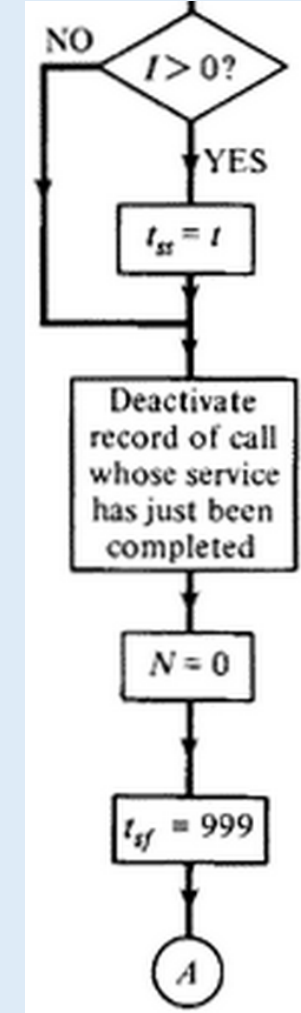 NO
I > 0?
YES
t_ss = t
Deactivate
record of call
whose service
has just been
completed
N = 0
t_sf = 999
A